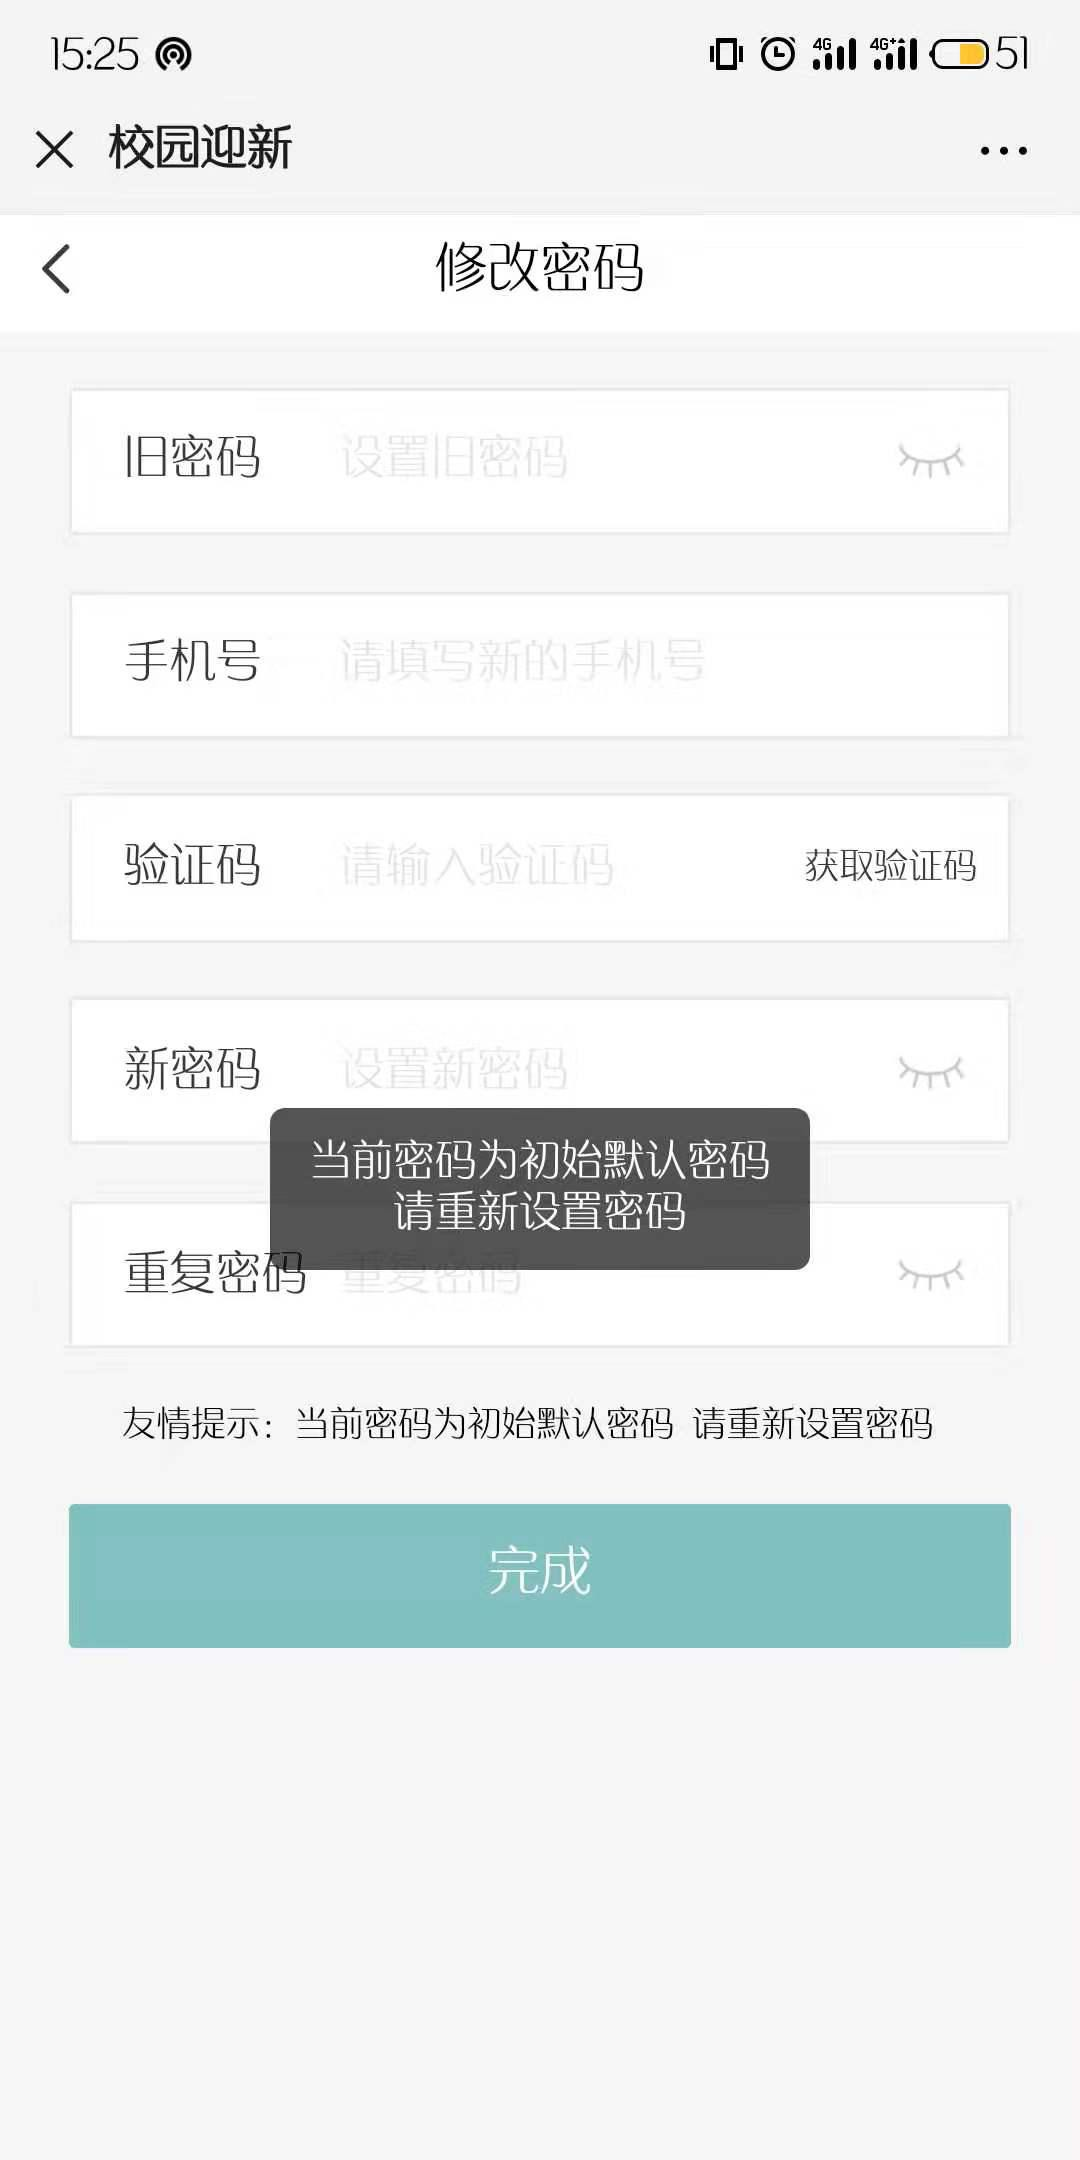 15:25 4G 4G+ 51
校园迎新
修改密码
旧密码 设置旧密码
手机号 请填写新的手机号
验证码 请输入验证码 获取验证码
新密码 设置新密码
当前密码为初始默认密码
请重新设置密码
重复密码 重复密码
友情提示：当前密码为初始默认密码 请重新设置密码
完成